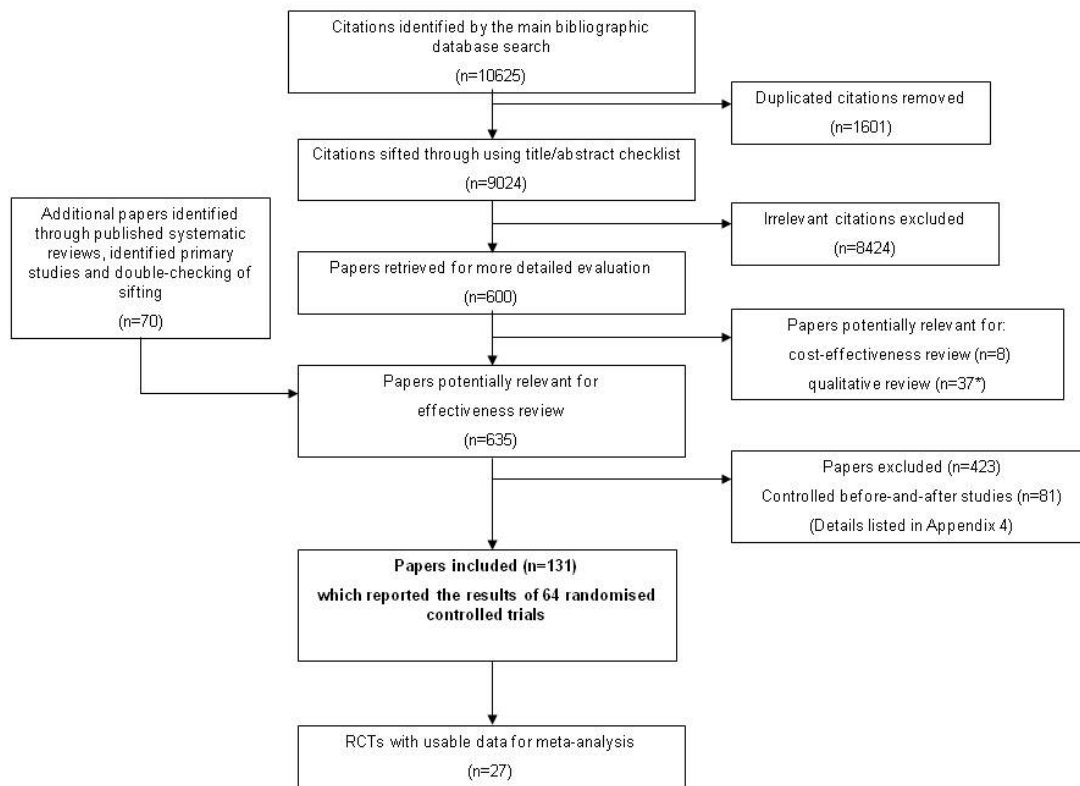 Citations identified by the main bibliographic
database search
(n=10625)
Duplicated citations removed
(n=1601)
Citations sifted through using title/abstract checklist
(n=9024)
Additional papers identified
through published systematic
reviews, identified primary
studies and double-checking of
sifting
(n=70)
Irrelevant citations excluded
(n=8424)
Papers retrieved for more detailed evaluation
(n=600)
Papers potentially relevant for:
cost-effectiveness review (n=8)
qualitative review (n=37*)
Papers potentially relevant for
effectiveness review
(n=635)
Papers excluded (n=423)
Controlled before-and-after studies (n=81)
(Details listed in Appendix 4)
Papers included (n=131)
which reported the results of 64 randomised
controlled trials
RCTs with usable data for meta-analysis
(n=27)